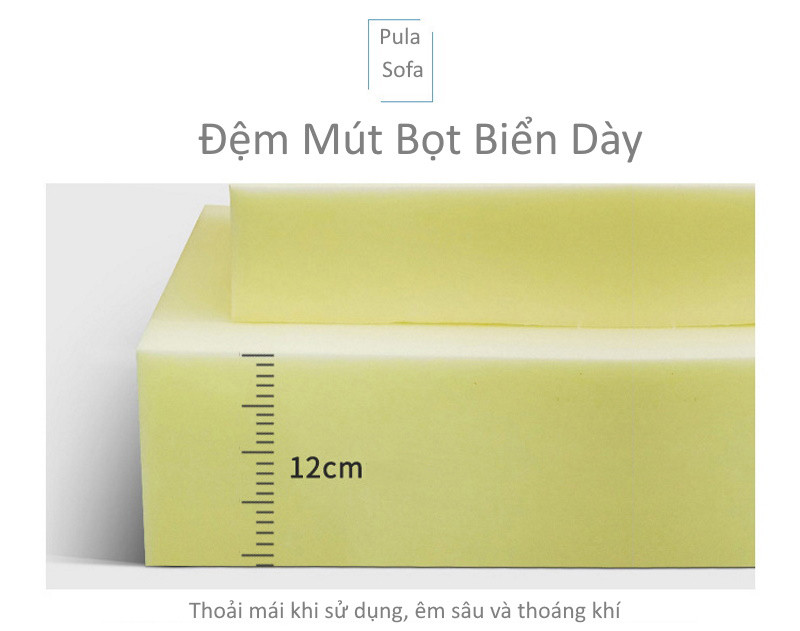 Pula
Sofa
Đệm Mút Bọt Biển Dày
12cm
Thoải mái khi sử dụng, êm sâu và thoáng khí